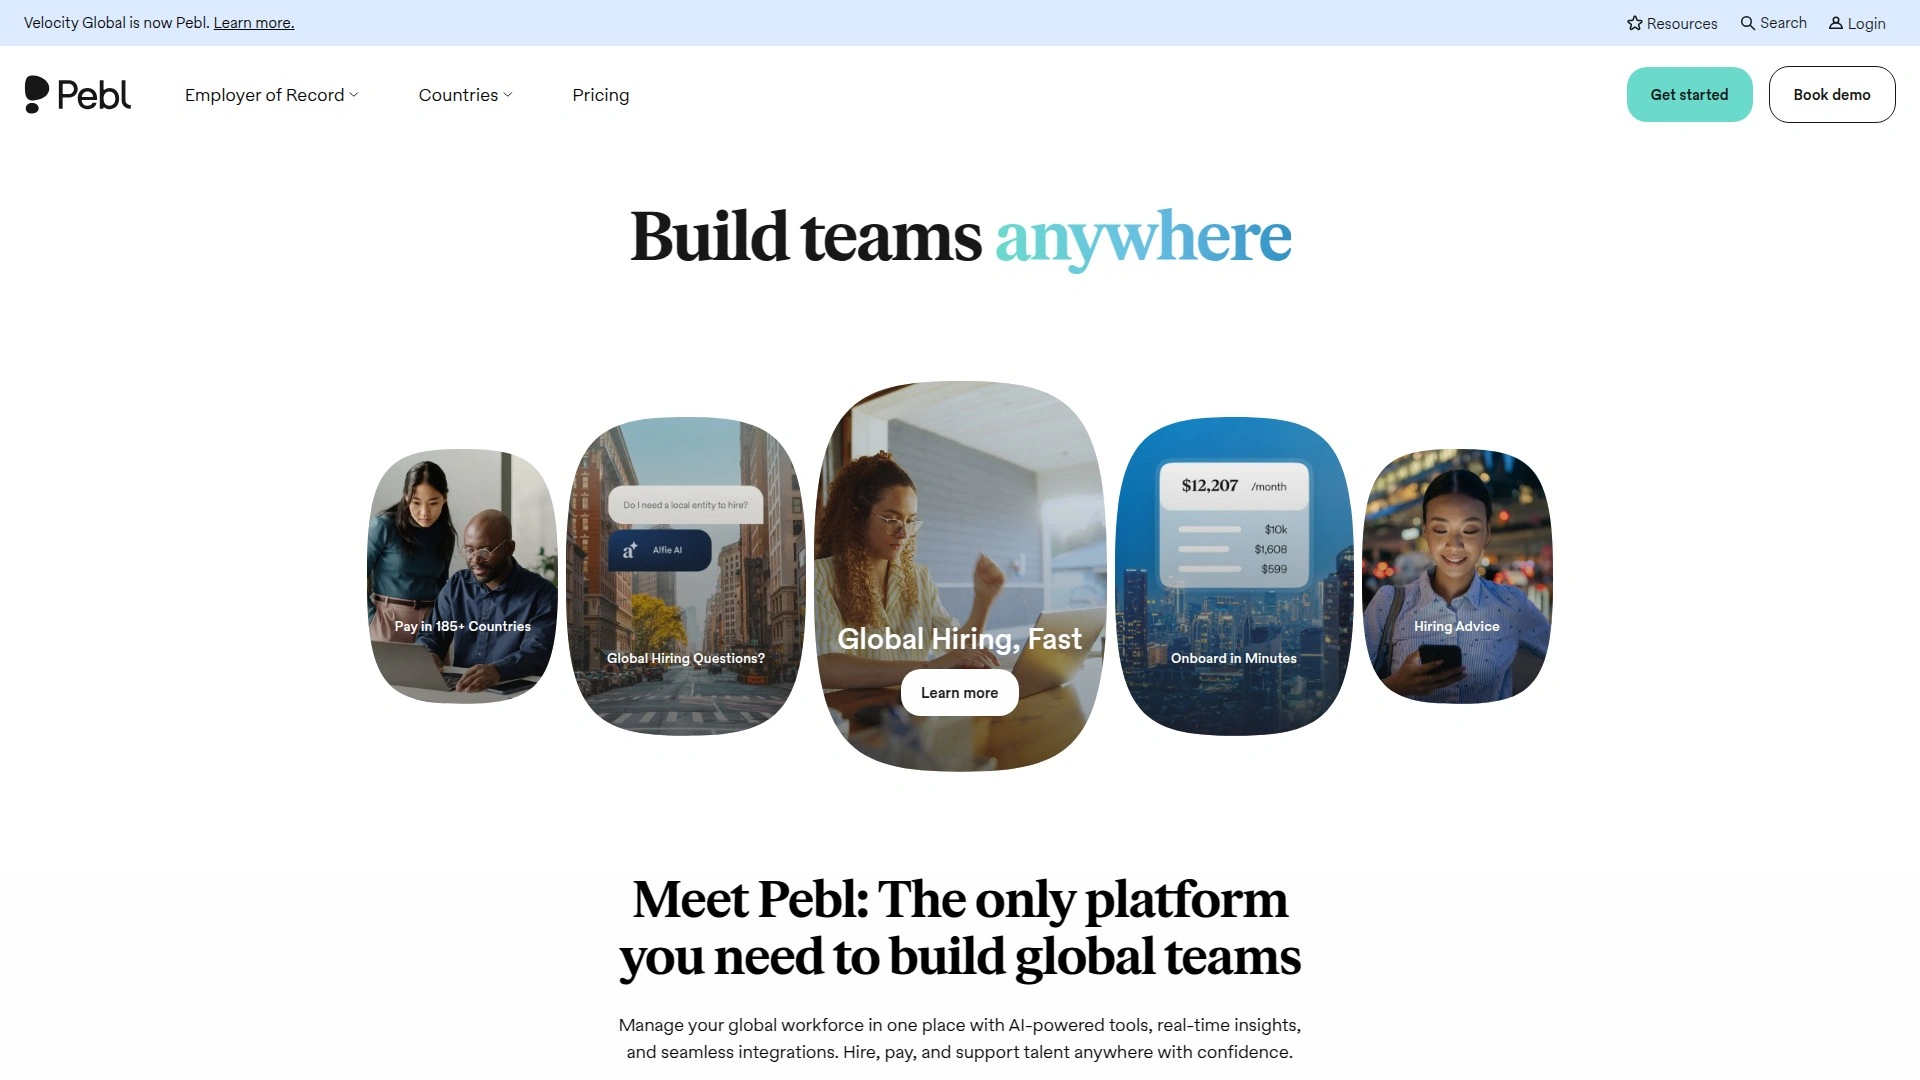 Velocity Global is now Pebl. Learn more.
Resources
Search
Login
Pebl
Employer of Record
Countries
Pricing
Get started
Book demo
Build teams anywhere
Pay in 185+ Countries
Do I need a local entity to hire?
a Alfie AI
Global Hiring Questions?
Global Hiring, Fast
Learn more
$12,207 /month
$10k
$1,608
$599
Onboard in Minutes
Hiring Advice
Meet Pebl: The only platform
you need to build global teams
Manage your global workforce in one place with AI-powered tools, real-time insights,
and seamless integrations. Hire, pay, and support talent anywhere with confidence.